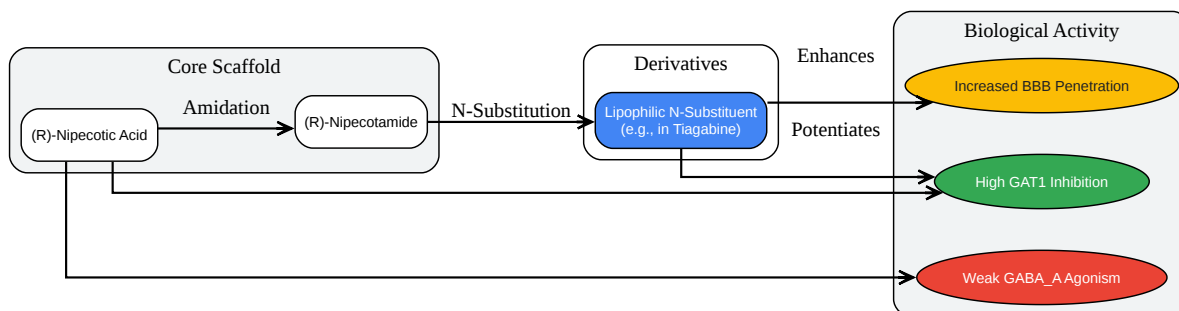 Biological Activity
Core Scaffold
Derivatives
Enhances
Increased BBB Penetration
Amidation
N-Substitution
Lipophilic N-Substituent
(e.g., in Tiagabine)
(R)-Nipecotic Acid
(R)-Nipecotamide
Potentiates
High GAT1 Inhibition
Weak GABA_A Agonism